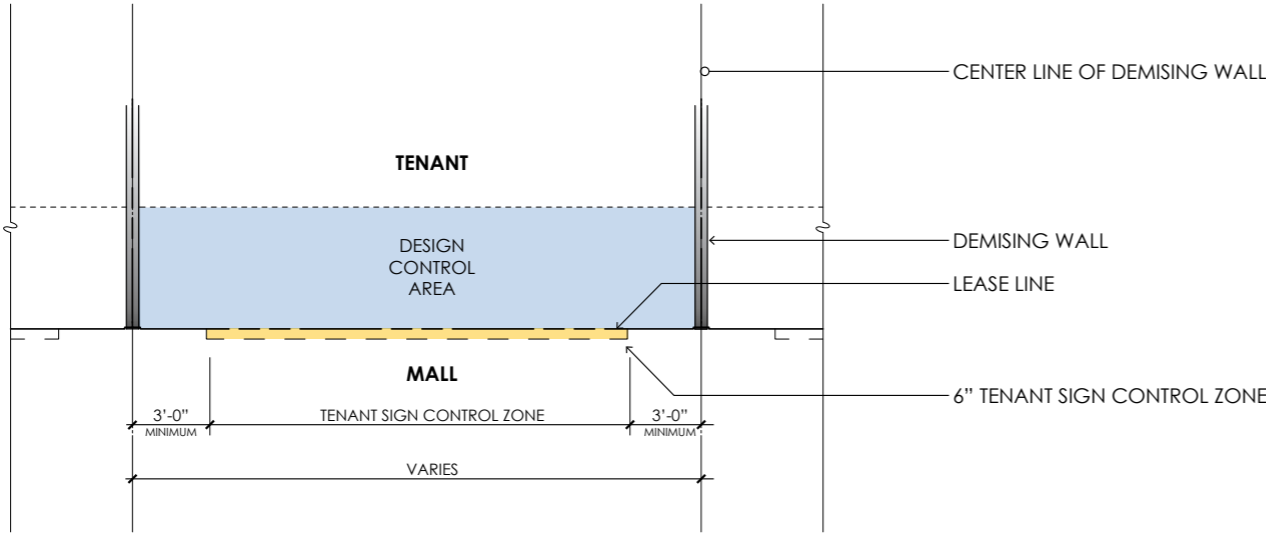 CENTER LINE OF DEMISING WALL
TENANT
DESIGN
CONTROL
AREA
DEMISING WALL
LEASE LINE
MALL
6” TENANT SIGN CONTROL ZONE
3’-0”
MINIMUM
TENANT SIGN CONTROL ZONE
3’-0”
MINIMUM
VARIES